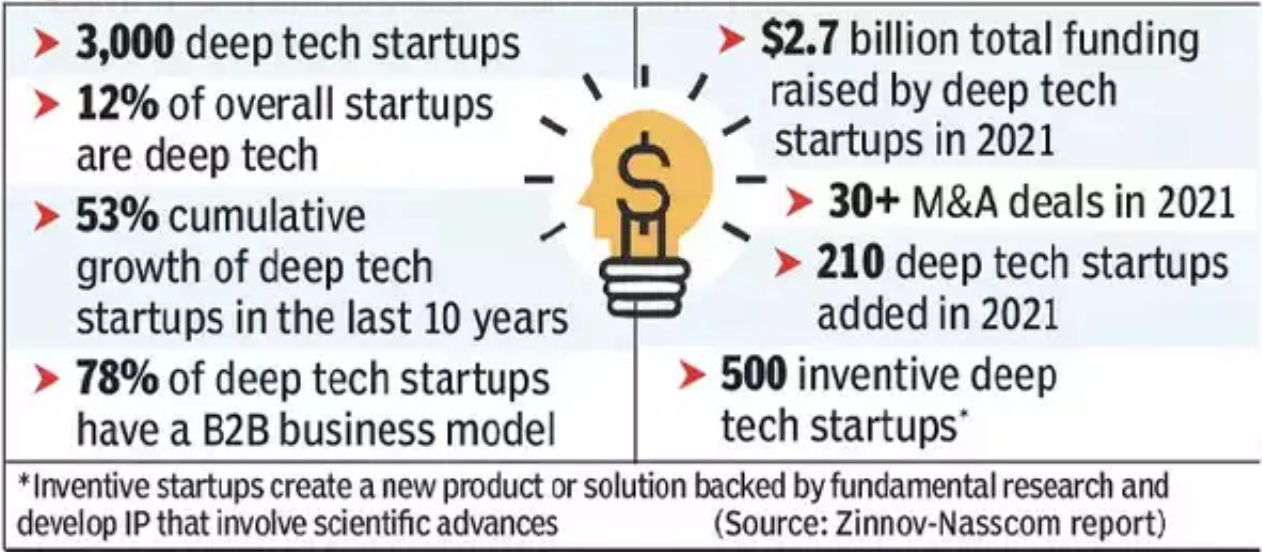 ➤ 3,000 deep tech startups
➤ 12% of overall startups
are deep tech
➤ 53% cumulative
growth of deep tech
startups in the last 10 years
➤ 78% of deep tech startups
have a B2B business model
$
➤ $2.7 billion total funding
raised by deep tech
startups in 2021
➤ 30+ M&A deals in 2021
➤ 210 deep tech startups
added in 2021
➤ 500 inventive deep
tech startups*
*Inventive startups create a new product or solution backed by fundamental research and
develop IP that involve scientific advances (Source: Zinnov-Nasscom report)